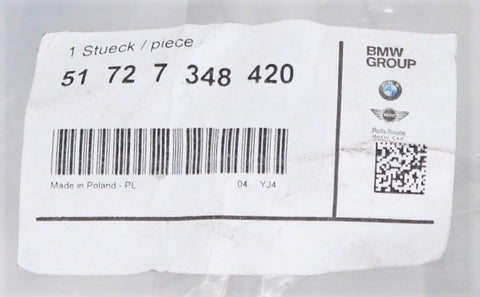 1 Stueck / piece
51 72 7 348 420
Made in Poland - PL 04 YJ4
BMW
GROUP
Rolls-Royce